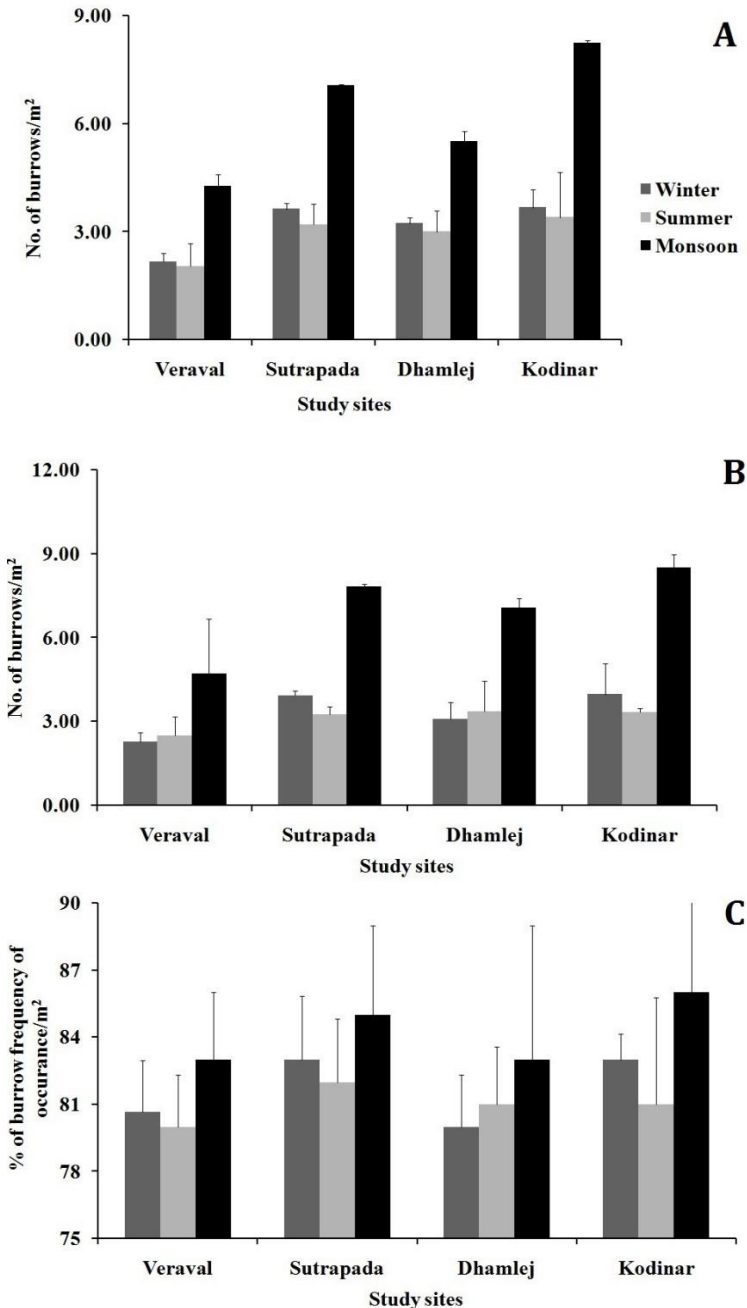 9.00
6.00
3.00
0.00
No. of burrows/m²
A
Winter
Summer
Monsoon
Veraval Sutrapada Dhamlej Kodinar
Study sites
12.00
9.00
6.00
3.00
0.00
No. of burrows/m²
B
Veraval Sutrapada Dhamlej Kodinar
Study sites
90
87
84
81
78
75
% of burrow frequency of
occurance/m²
C
Veraval Sutrapada Dhamlej Kodinar
Study sites